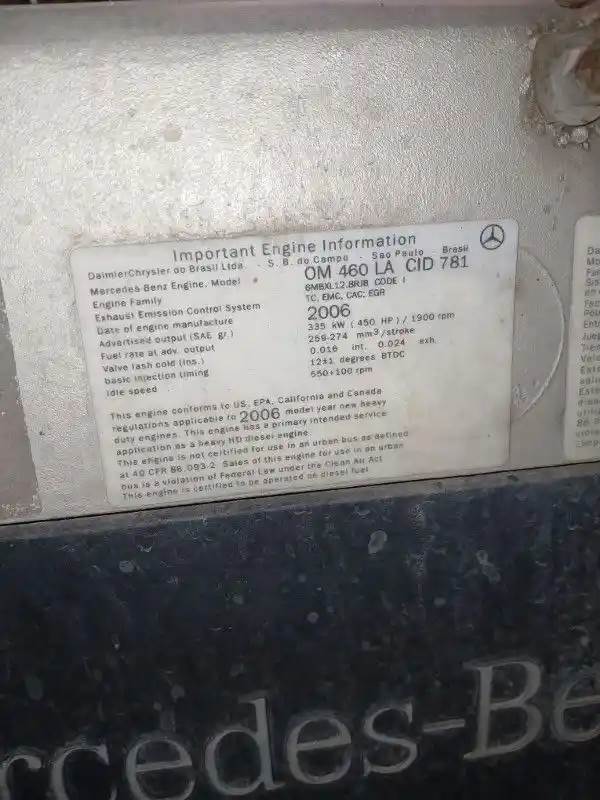 Important Engine Information
DaimlerChrysler do Brasil Ltda. - S. B. do Campo - Sao Paulo - Brasil
Mercedes-Benz Engine, Model OM 460 LA CID 781
Engine Family 6MBXL12.8RJB CODE 1
Exhaust Emission Control System TC, EMC, CAC, EGR
Date of engine manufacture 2006
Advertised output (SAE gr.) 335 kW (450 HP) / 1900 rpm
Fuel rate at adv. output 259-274 mm³/stroke
Valve lash cold (ins.) 0.016 int. 0.024 exh.
basic injection timing 12±1 degrees BTDC
Idle speed 550+100 rpm
This engine conforms to US, EPA, California and Canada
regulations applicable to 2006 model year new heavy
duty engines. This engine has a primary intended service
application as a heavy HD diesel engine.
This engine is not certified for use in an urban bus as defined
at 40 CFR 86.093-2. Sales of this engine for use in an urban
bus is a violation of Federal Law under the Clean Air Act
This engine is certified to be operated on diesel fuel.
rcedes-Be